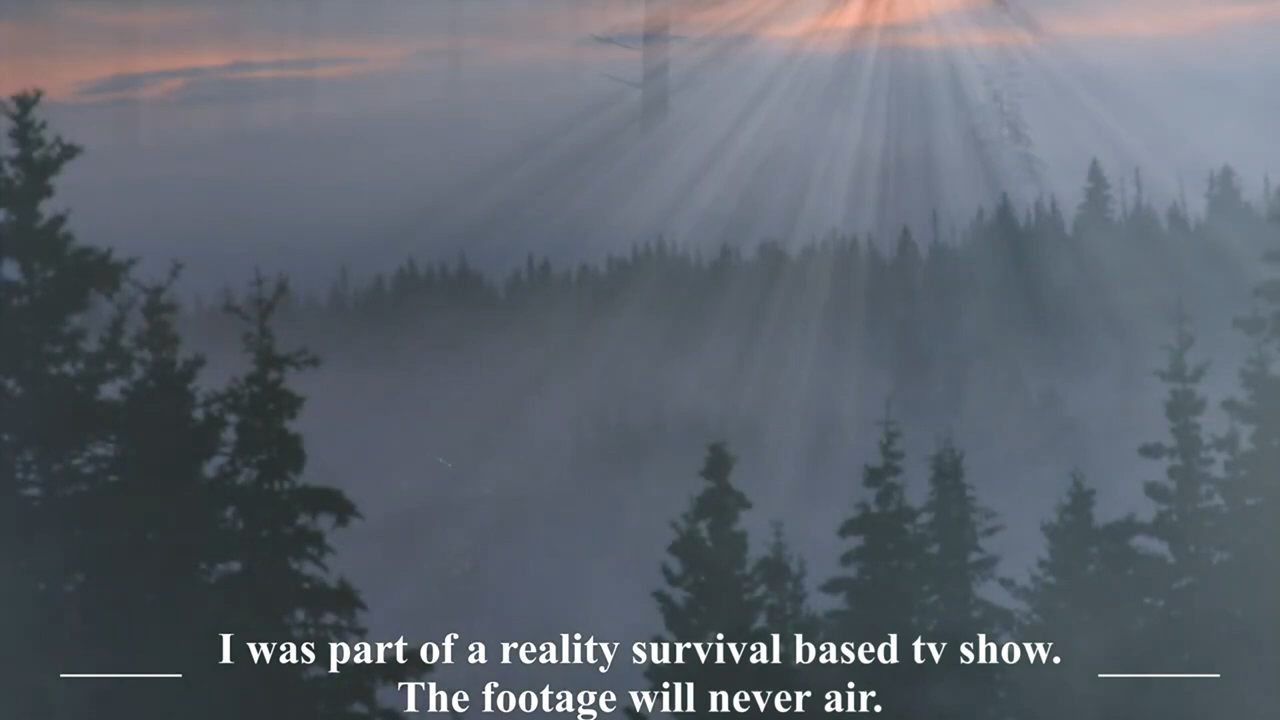 I was part of a reality survival based tv show.
The footage will never air.